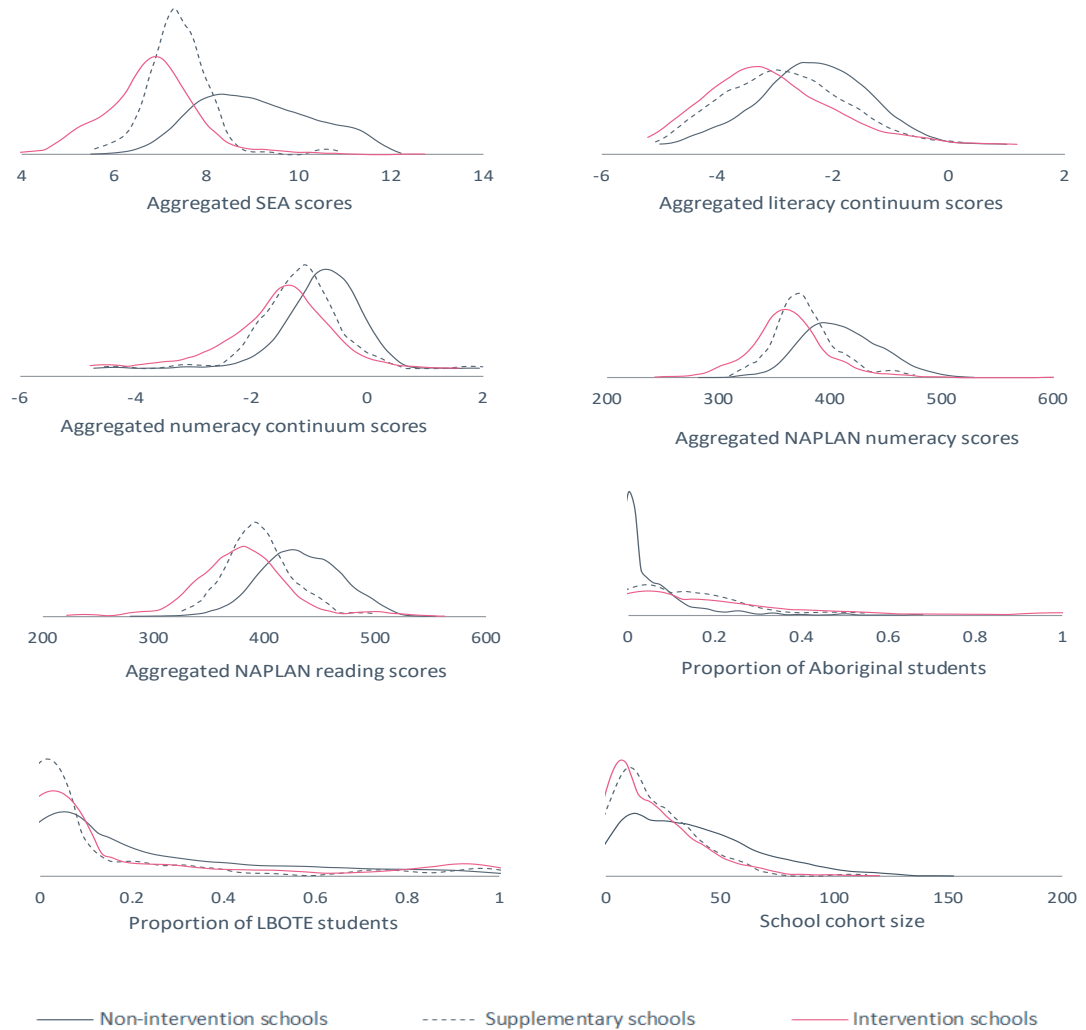 4 6 8 10 12 14
Aggregated SEA scores
-6 -4 -2 0 2
Aggregated literacy continuum scores
-6 -4 -2 0 2
Aggregated numeracy continuum scores
200 300 400 500 600
Aggregated NAPLAN numeracy scores
200 300 400 500 600
Aggregated NAPLAN reading scores
0 0.2 0.4 0.6 0.8 1
Proportion of Aboriginal students
0 0.2 0.4 0.6 0.8 1
Proportion of LBOTE students
0 50 100 150 200
School cohort size
Non-intervention schools Supplementary schools Intervention schools